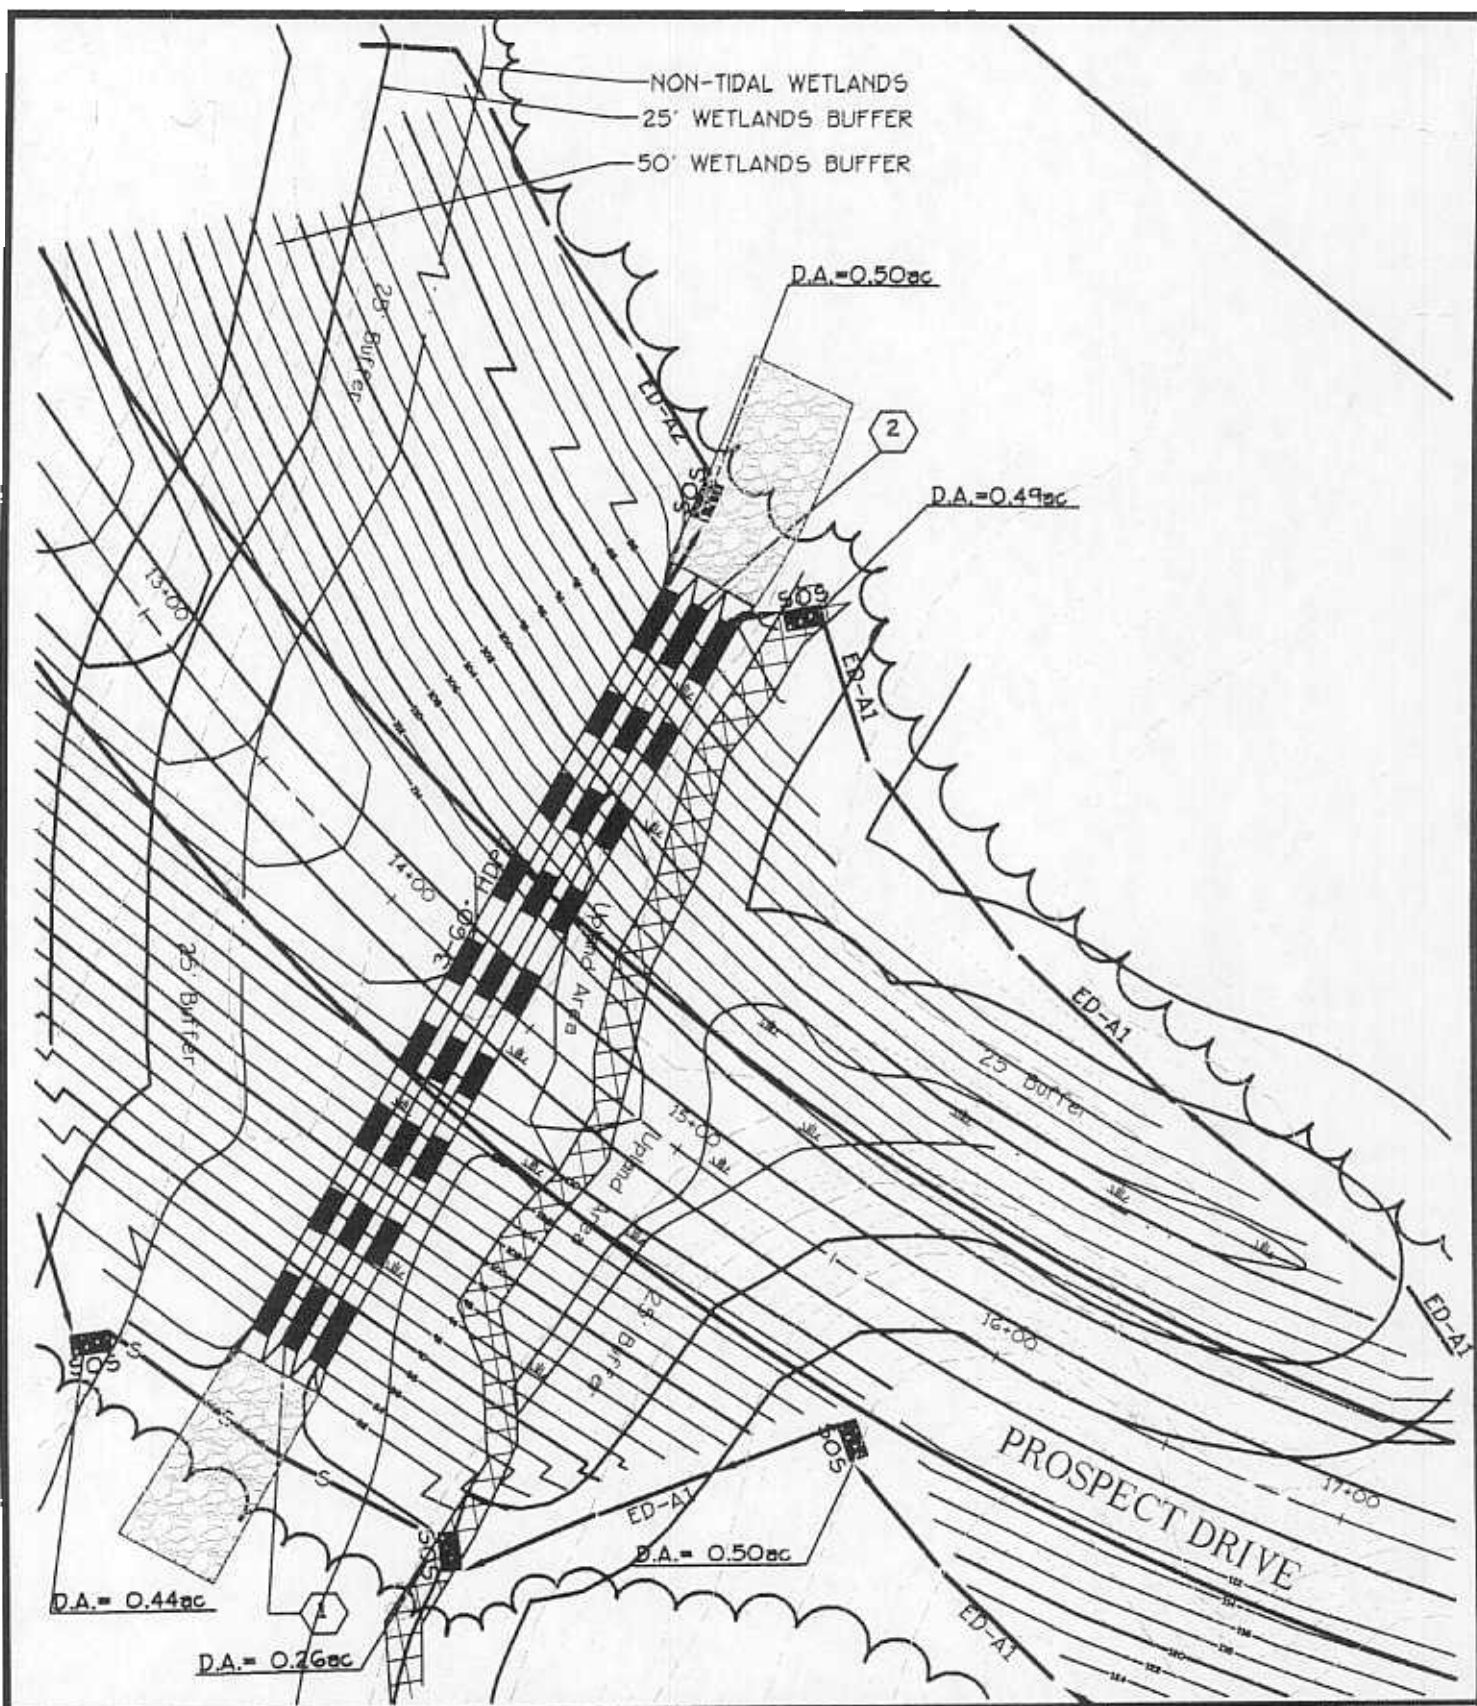 NON-TIDAL WETLANDS
25' WETLANDS BUFFER
50' WETLANDS BUFFER
D.A.=0.50ac
25' Buffer
ED-A2
2
SOS
D.A.=0.49ac
SOS
13+00
ED-A1
14+00
HDP
Upland Area
25' Buffer
ED-A1
25' Buffer
15+00
Upland Area
25' Buffer
16+00
ED-A1
SOS
S
S
S
SOS
PROSPECT DRIVE
17+00
ED-A1
SOS
D.A.= 0.50ac
D.A.= 0.44ac
1
ED-A1
D.A.= 0.26ac